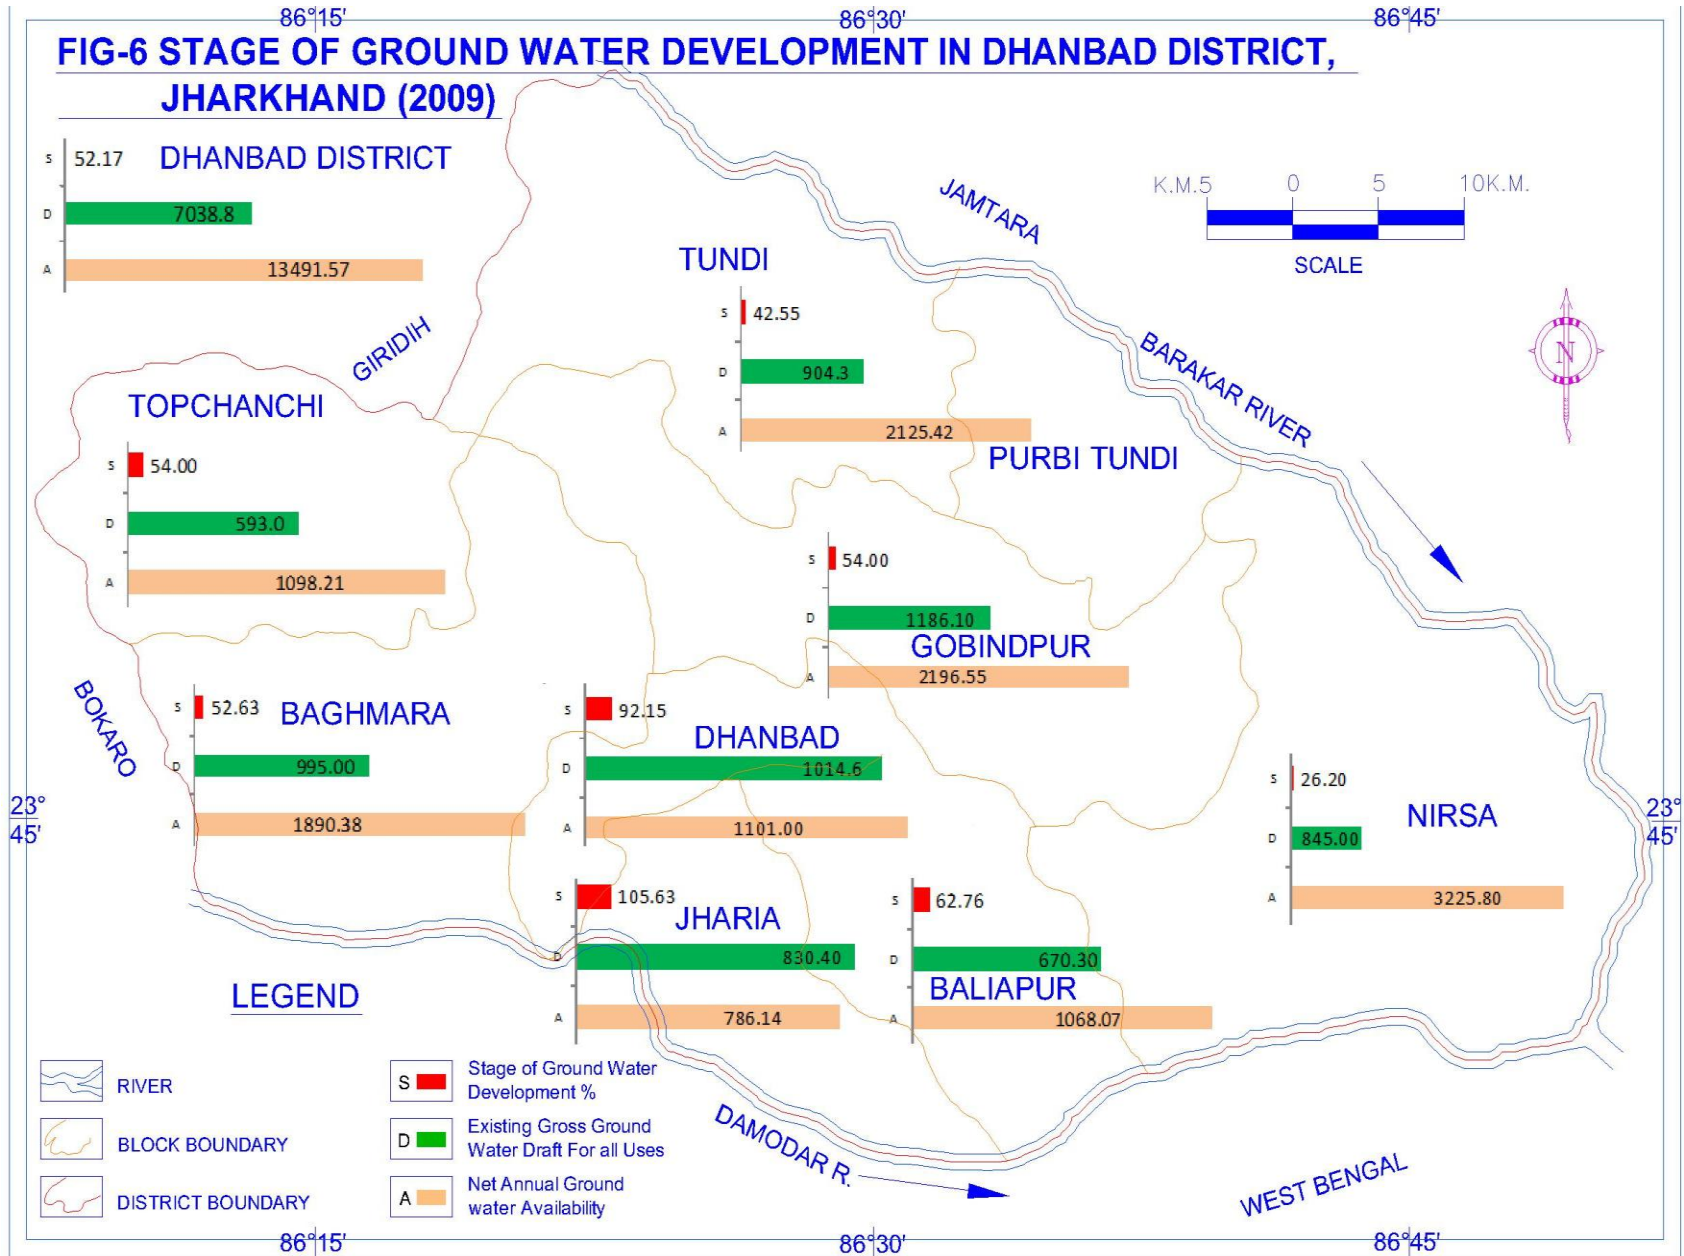 86°15'
86°30'
86°45'
FIG-6 STAGE OF GROUND WATER DEVELOPMENT IN DHANBAD DISTRICT,
JHARKHAND (2009)
DHANBAD DISTRICT
S 52.17
D 7038.8
A 13491.57
K.M.5 0 5 10K.M.
SCALE
N
JAMTARA
BARAKAR RIVER
GIRIDIH
TUNDI
S 42.55
D 904.3
A 2125.42
PURBI TUNDI
TOPCHANCHI
S 54.00
D 593.0
A 1098.21
S 54.00
D 1186.10
GOBINDPUR
A 2196.55
BOKARO
BAGHMARA
S 52.63
D 995.00
A 1890.38
DHANBAD
S 92.15
D 1014.6
A 1101.00
NIRSA
S 26.20
D 845.00
A 3225.80
23°
45'
23°
45'
JHARIA
S 105.63
D 830.40
A 786.14
S 62.76
D 670.30
BALIAPUR
A 1068.07
LEGEND
RIVER
BLOCK BOUNDARY
DISTRICT BOUNDARY
S Stage of Ground Water
Development %
D Existing Gross Ground
Water Draft For all Uses
A Net Annual Ground
water Availability
DAMODAR R.
WEST BENGAL
86°15'
86°30'
86°45'